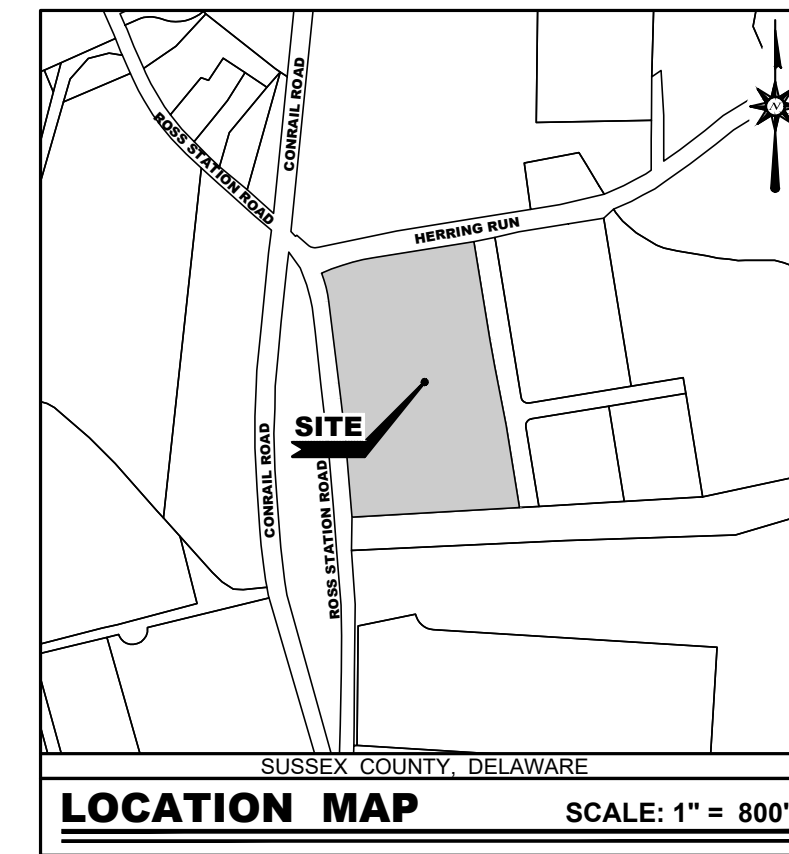 CONRAIL ROAD
ROSS STATION ROAD
HERRING RUN
N
SITE
CONRAIL ROAD
ROSS STATION ROAD
SUSSEX COUNTY, DELAWARE
LOCATION MAP
SCALE: 1" = 800'